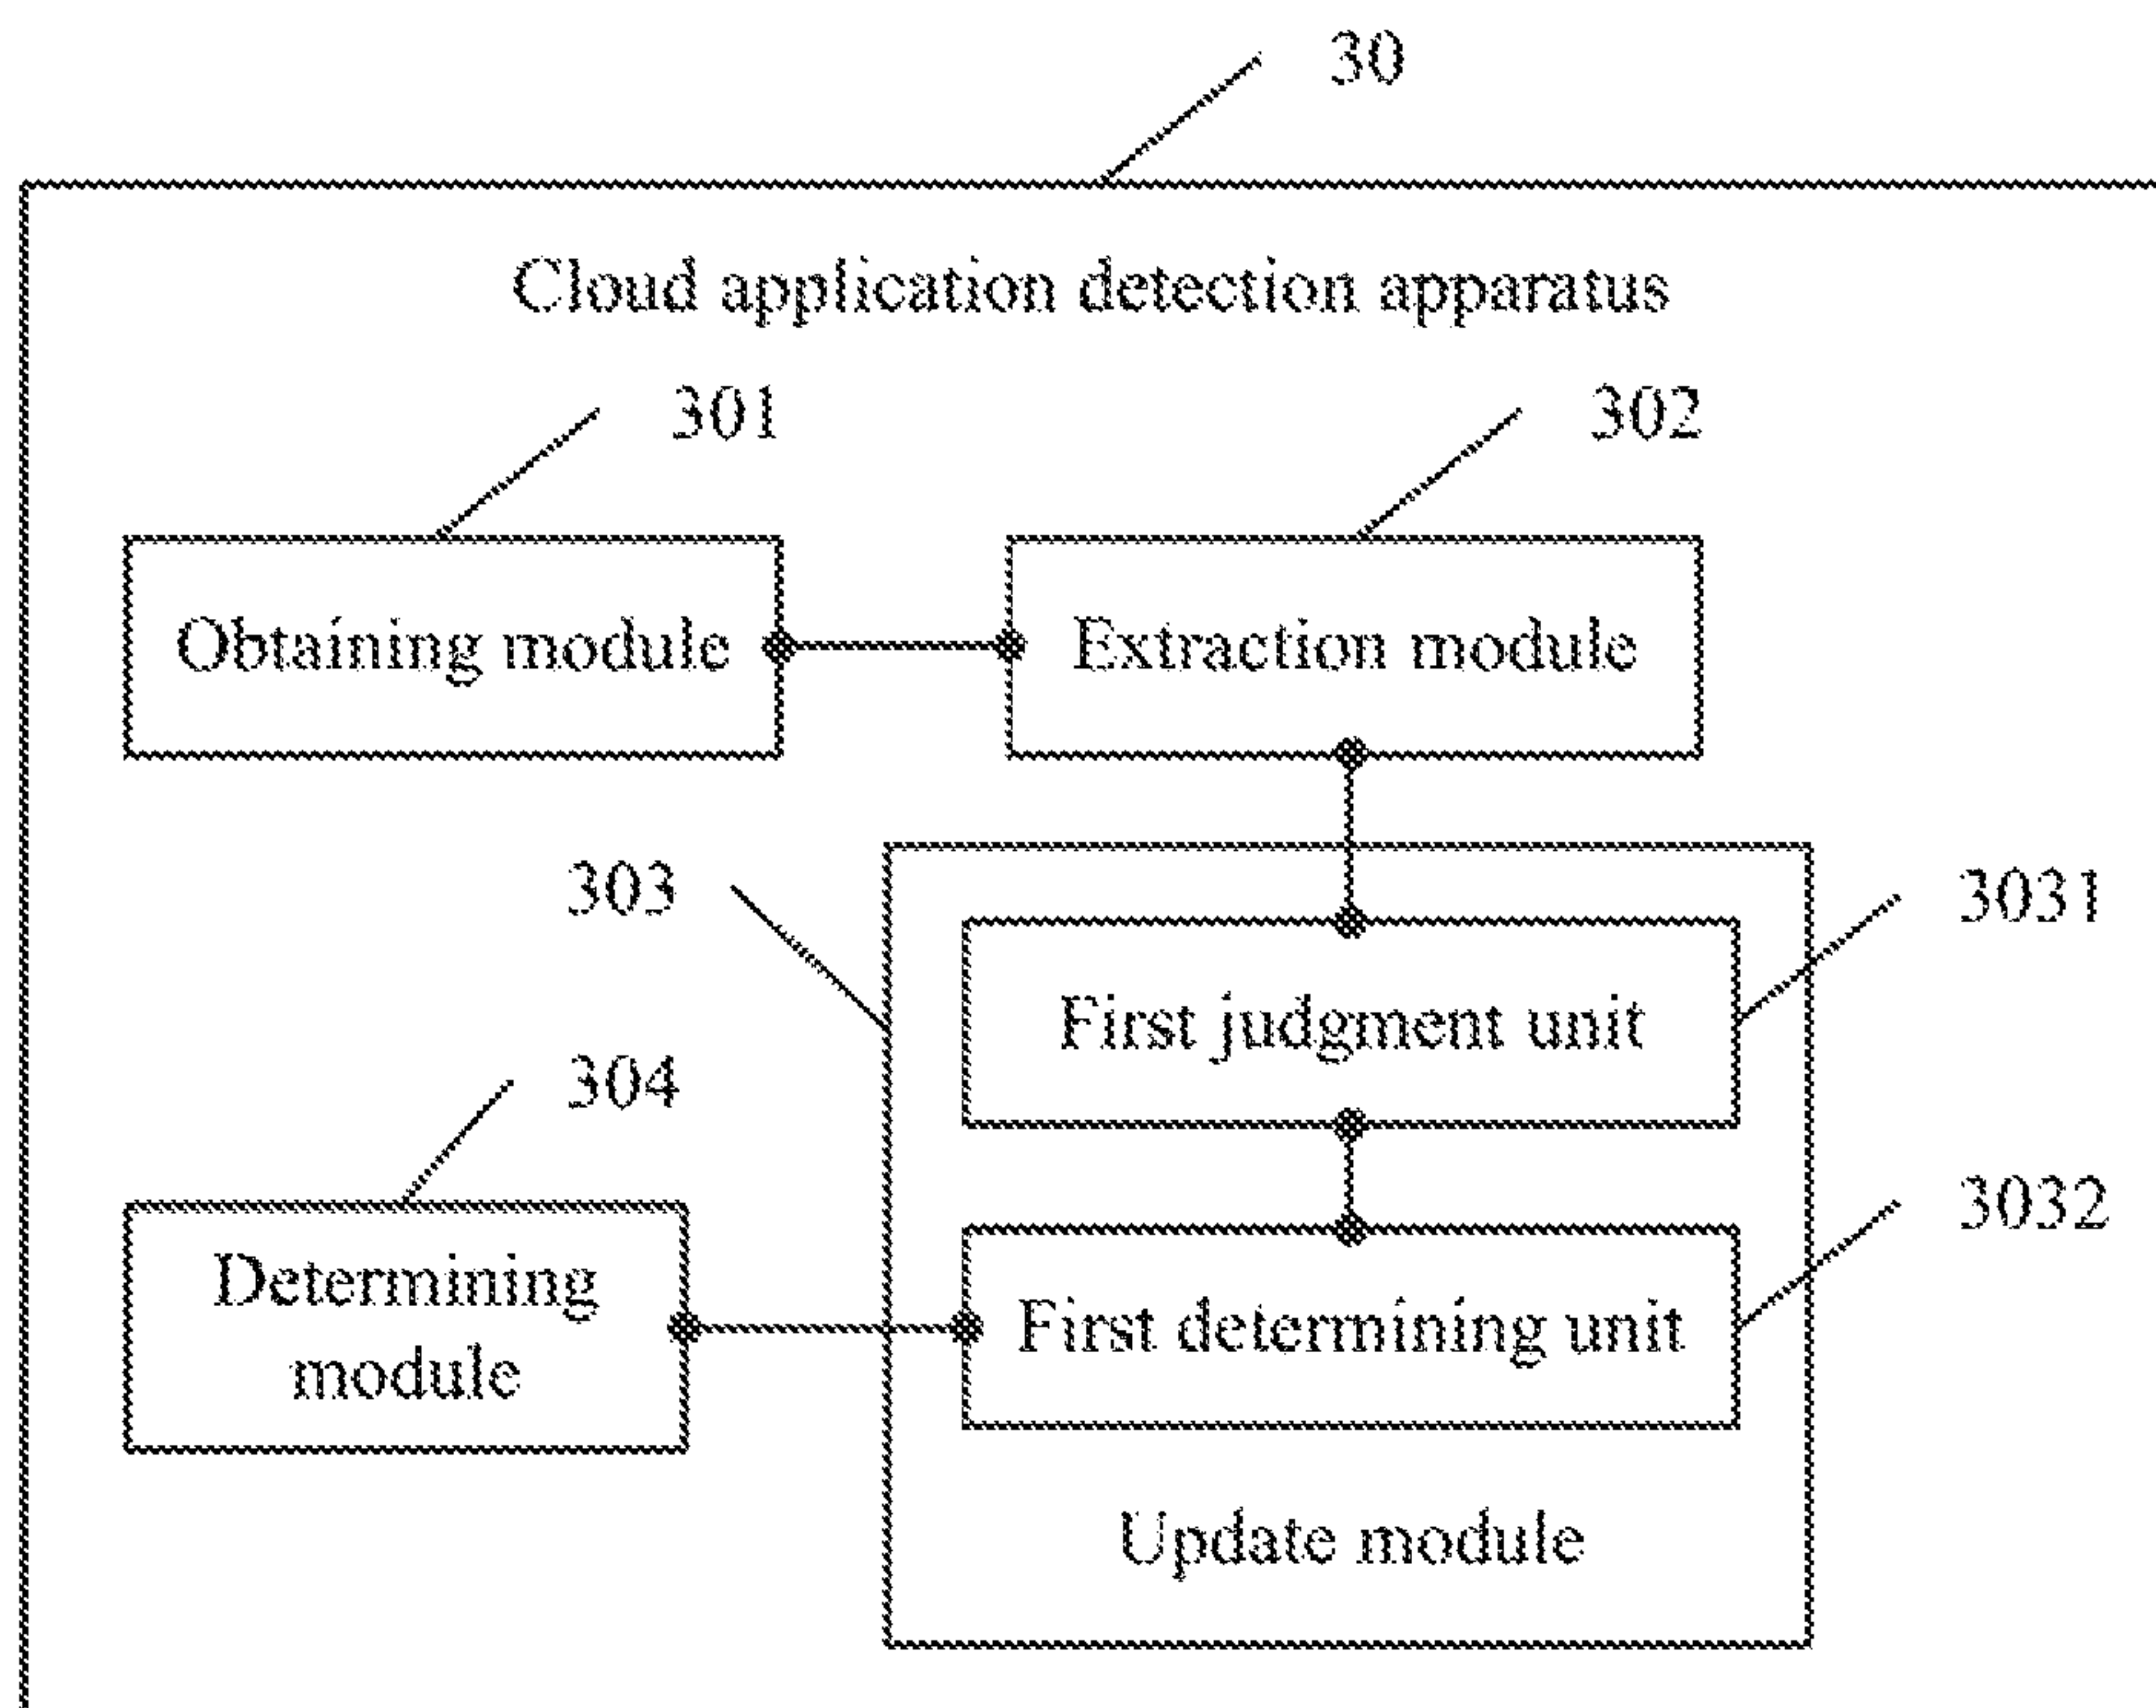 30
Cloud application detection apparatus
301
302
Obtaining module
Extraction module
303
3031
First judgment unit
304
3032
Determining
module
First determining unit
Update module